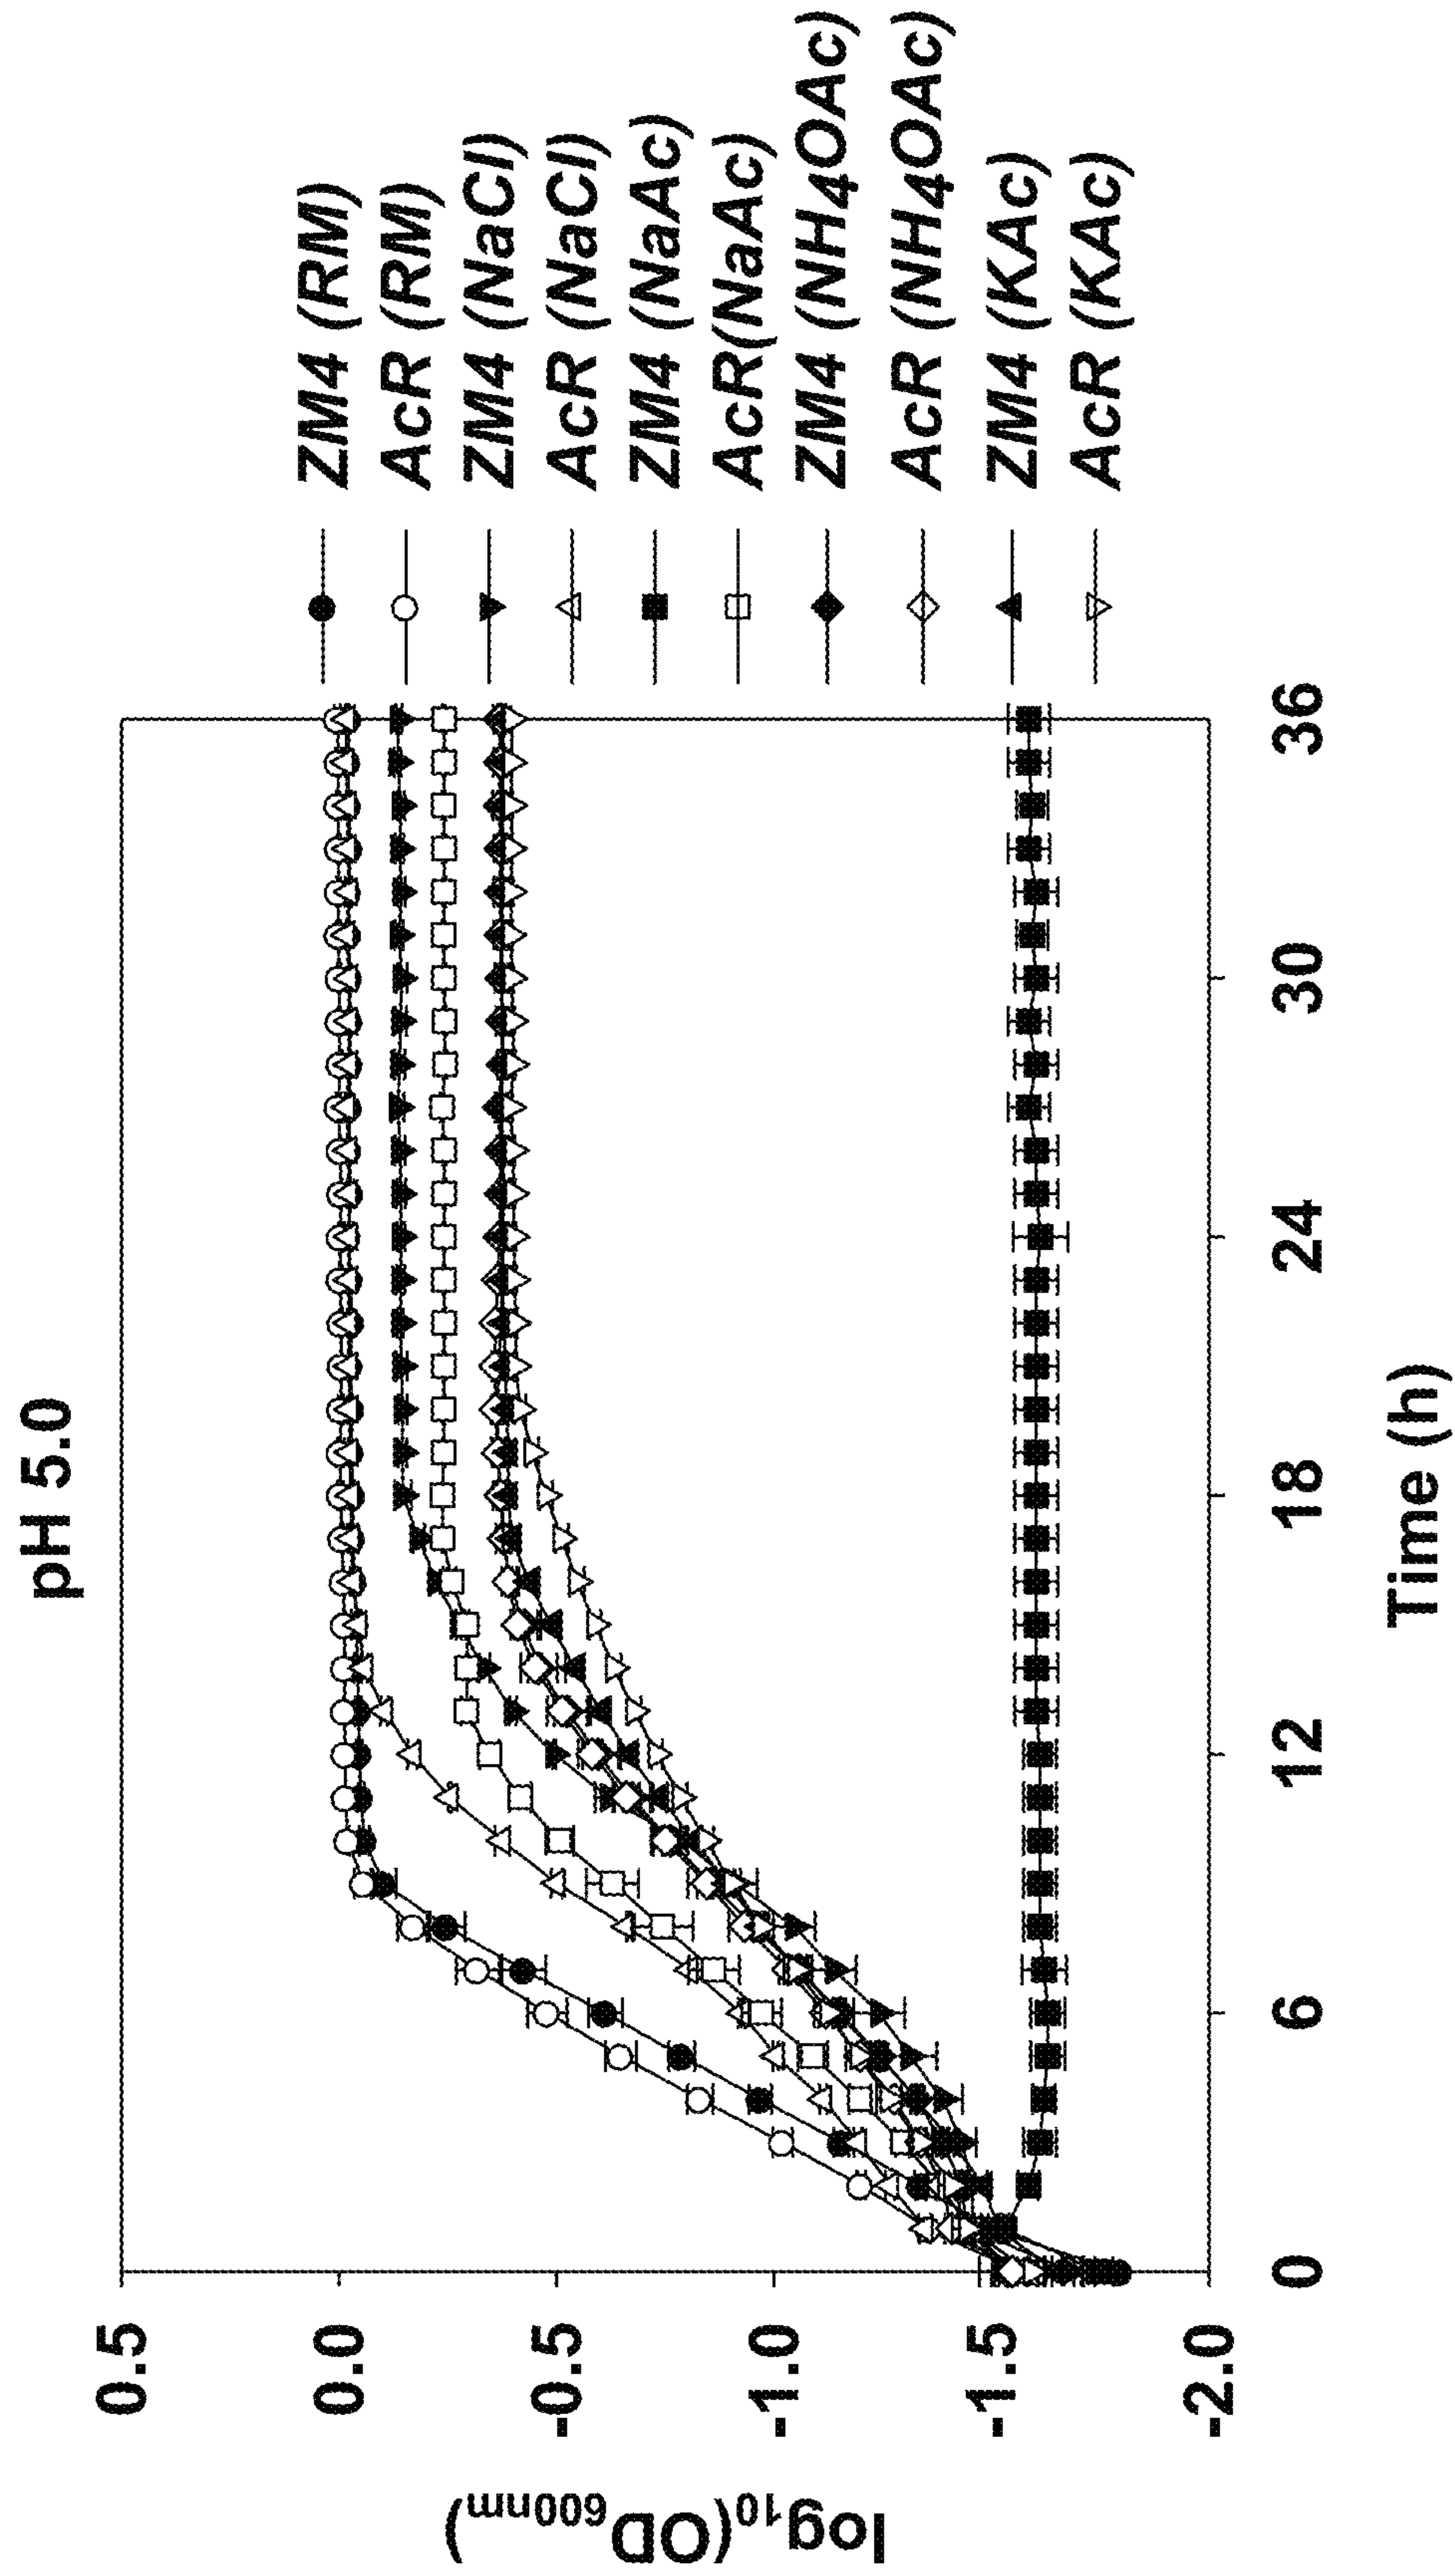 pH 5.0
log10(OD600nm)
0.5
0.0
-0.5
-1.0
-1.5
-2.0
0 6 12 18 24 30 36
Time (h)
ZM4 (RM)
AcR (RM)
ZM4 (NaCl)
AcR (NaCl)
ZM4 (NaAc)
AcR(NaAc)
ZM4 (NH4OAc)
AcR (NH4OAc)
ZM4 (KAc)
AcR (KAc)